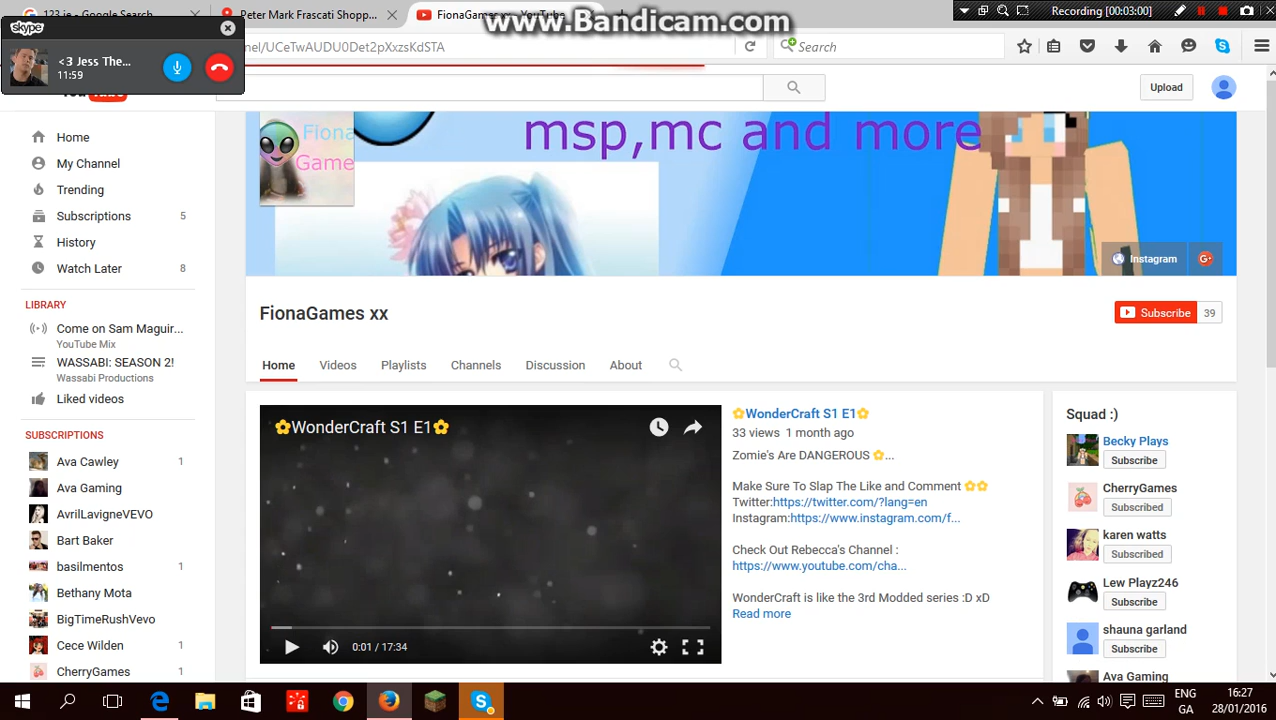 123 .ie - Google Search
Peter Mark Frascati Shopp...
FionaGames xx - YouTube
www.Bandicam.com
Recording [00:03:00]
skype
<3 Jess The...
11:59
nel/UCeTwAUDU0Det2pXxzsKdSTA
Search
Upload
Home
My Channel
Trending
Subscriptions 5
History
Watch Later 8
LIBRARY
Come on Sam Maguir...
YouTube Mix
WASSABI: SEASON 2!
Wassabi Productions
Liked videos
SUBSCRIPTIONS
Ava Cawley 1
Ava Gaming
AvrilLavigneVEVO
Bart Baker
basilmentos 1
Bethany Mota
BigTimeRushVevo
Cece Wilden 1
CherryGames 1
Fiona
Game
msp,mc and more
Instagram
FionaGames xx
Subscribe 39
Home Videos Playlists Channels Discussion About
✿WonderCraft S1 E1✿
0:01 / 17:34
✿WonderCraft S1 E1✿
33 views 1 month ago
Zomie's Are DANGEROUS ✿...
Make Sure To Slap The Like and Comment ✿✿
Twitter:https://twitter.com/?lang=en
Instagram:https://www.instagram.com/f...
Check Out Rebecca's Channel :
https://www.youtube.com/cha...
WonderCraft is like the 3rd Modded series :D xD
Read more
Squad :)
Becky Plays
Subscribe
CherryGames
Subscribed
karen watts
Subscribed
Lew Playz246
Subscribe
shauna garland
Subscribe
Ava Gaming
ENG
GA
16:27
28/01/2016